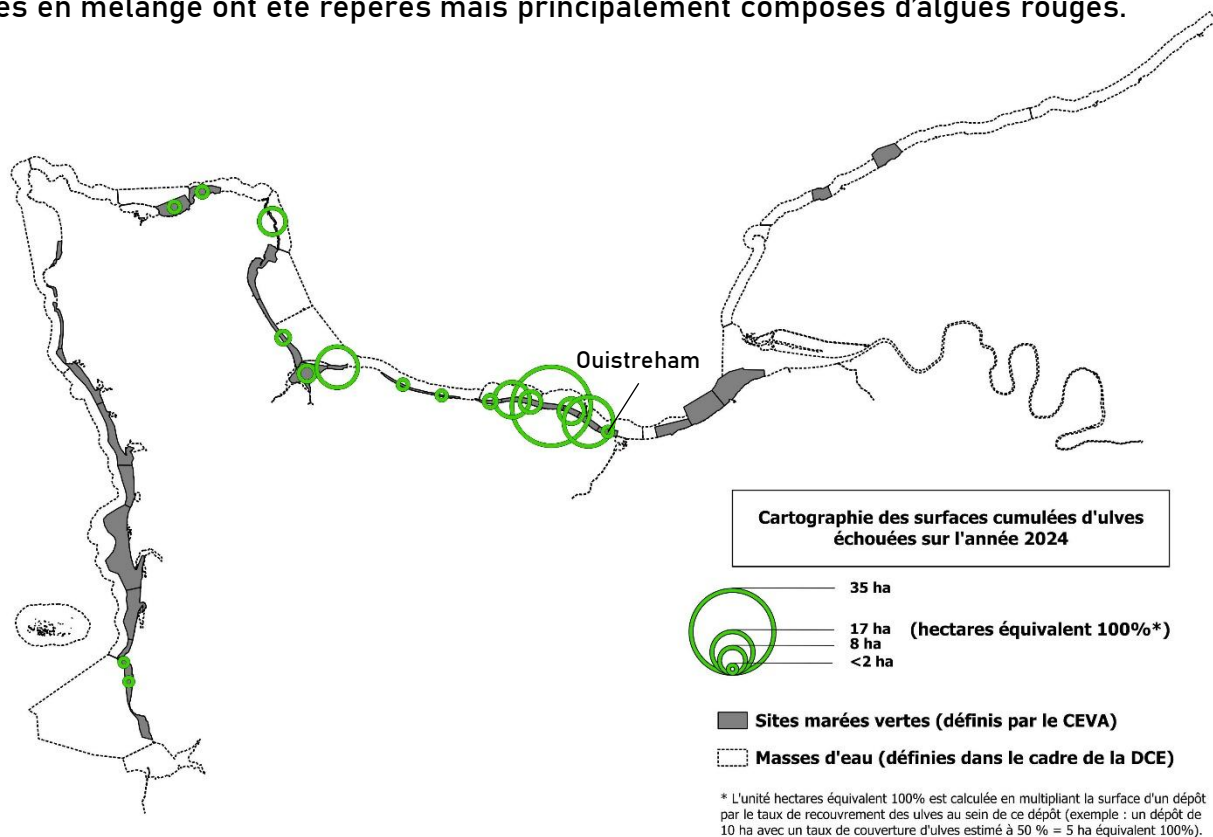 es en mélange ont été repérés mais principalement composés d'algues rouges.
Ouistreham
Cartographie des surfaces cumulées d'ulves
échouées sur l'année 2024
35 ha
17 ha (hectares équivalent 100%*)
8 ha
<2 ha
Sites marées vertes (définis par le CEVA)
Masses d'eau (définies dans le cadre de la DCE)
* L'unité hectares équivalent 100% est calculée en multipliant la surface d'un dépôt
par le taux de recouvrement des ulves au sein de ce dépôt (exemple : un dépôt de
10 ha avec un taux de couverture d'ulves estimé à 50 % = 5 ha équivalent 100%).